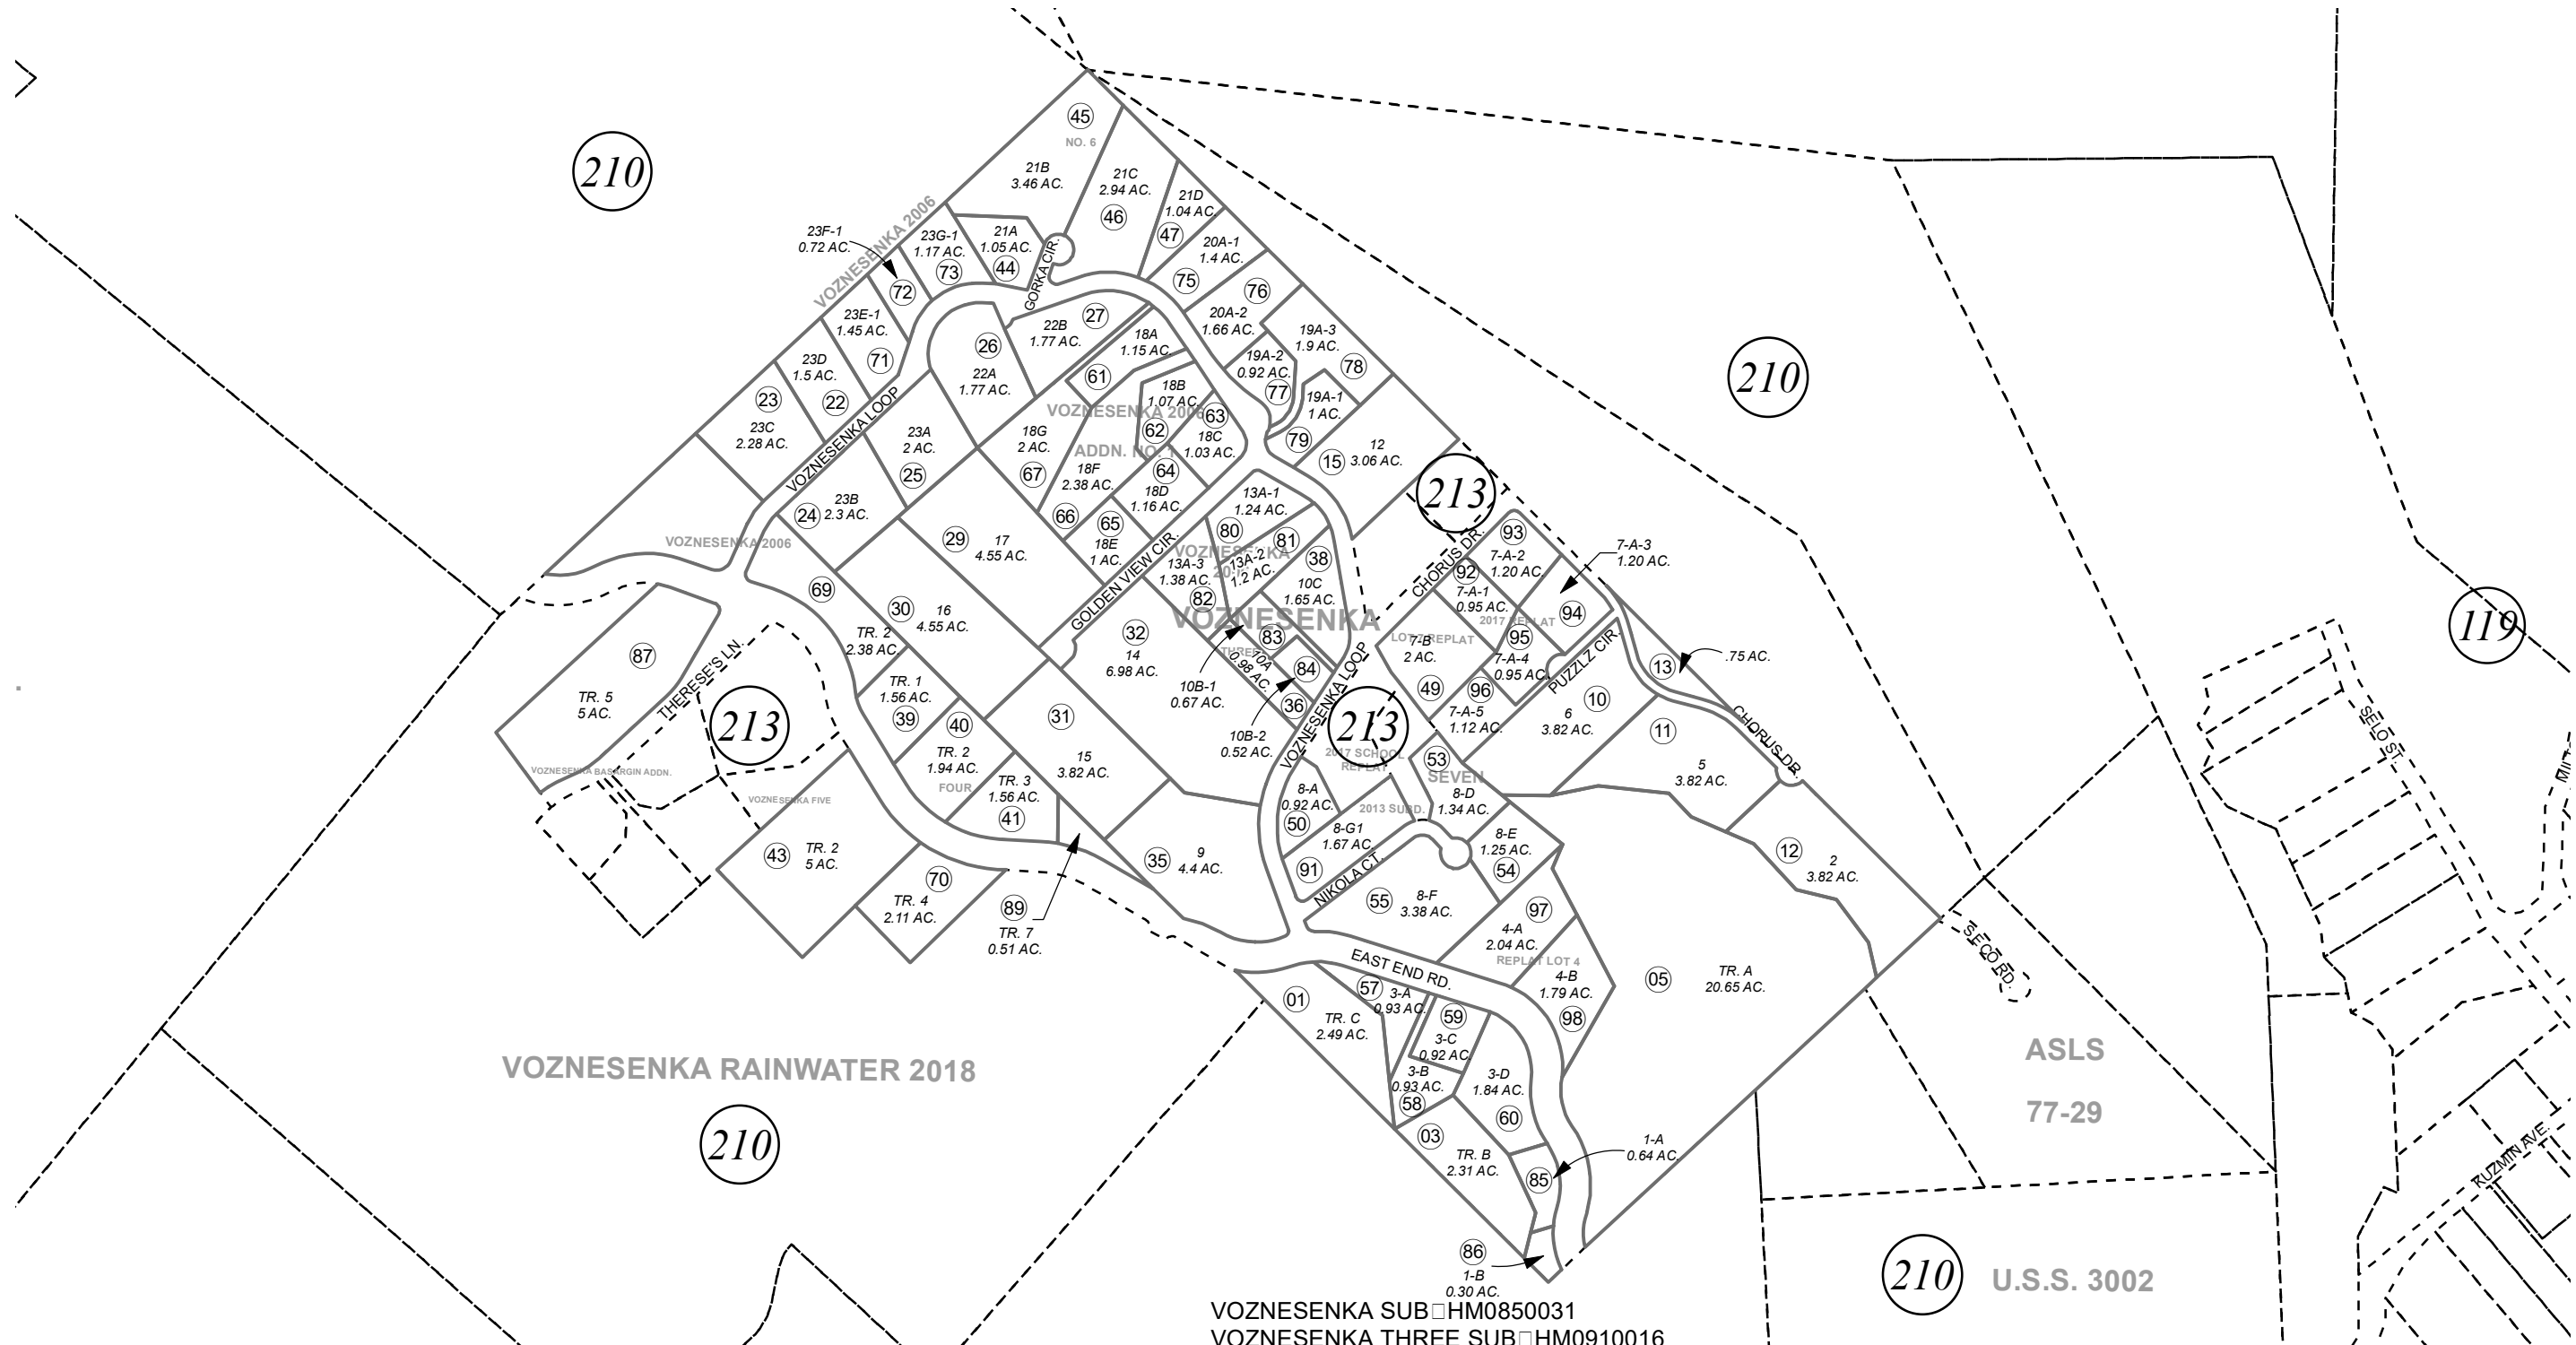 45
NO. 6
210
21B
3.46 AC.
21C
2.94 AC.
46
21D
1.04 AC.
47
VOZNESENKA 2006
23F-1
0.72 AC.
23G-1
1.17 AC.
73
21A
1.05 AC.
44
GORKA CIR.
20A-1
1.4 AC.
75
72
76
20A-2
1.66 AC.
23E-1
1.45 AC.
71
26
22A
1.77 AC.
22B
1.77 AC.
27
18A
1.15 AC.
61
19A-3
1.9 AC.
78
19A-2
0.92 AC.
77
210
23D
1.5 AC.
22
23
23C
2.28 AC.
VOZNESENKA LOOP
18B
1.07 AC.
62
63
18C
1.03 AC.
19A-1
1 AC.
79
VOZNESENKA 2006
ADDN. NO. 1
23A
2 AC.
25
18G
2 AC.
67
12
3.06 AC.
15
18F
2.38 AC.
66
64
18D
1.16 AC.
24
23B
2.3 AC.
213
13A-1
1.24 AC.
80
81
65
18E
1 AC.
VOZNESENKA 2006
29
17
4.55 AC.
GOLDEN VIEW CIR.
VOZNESENKA
13A-2
1.2 AC.
13A-3
1.38 AC.
82
38
10C
1.65 AC.
CHORUS DR.
93
7-A-2
1.20 AC.
7-A-3
1.20 AC.
92
7-A-1
0.95 AC.
94
69
30
16
4.55 AC.
VOZNESENKA
2017 REPLAT
119
32
14
6.98 AC.
THREE
83
10A
0.98 AC.
84
36
7-B
2 AC.
49
95
7-A-4
0.95 AC.
PUZZLZ CIR.
13
.75 AC.
TR. 2
2.38 AC.
87
TR. 5
5 AC.
THERESE'S LN.
213
TR. 1
1.56 AC.
39
40
TR. 2
1.94 AC.
FOUR
31
15
3.82 AC.
10B-1
0.67 AC.
10B-2
0.52 AC.
VOZNESENKA LOOP
213
96
7-A-5
1.12 AC.
10
6
3.82 AC.
11
5
3.82 AC.
CHORUS DR.
SELO ST.
2017 SCHOOL
REPLAT
53
SEVEN
8-D
1.34 AC.
VOZNESENKA BASARGIN ADDN.
VOZNESENKA FIVE
TR. 3
1.56 AC.
41
8-A
0.92 AC.
50
2013 SUBD.
43
TR. 2
5 AC.
35
9
4.4 AC.
8-G1
1.67 AC.
91
NIKOLA CT.
8-E
1.25 AC.
54
12
2
3.82 AC.
70
TR. 4
2.11 AC.
89
TR. 7
0.51 AC.
55
8-F
3.38 AC.
97
4-A
2.04 AC.
REPLAT LOT 4
4-B
1.79 AC.
98
EAST END RD.
SECO RD.
05
TR. A
20.65 AC.
01
TR. C
2.49 AC.
57
3-A
0.93 AC.
59
3-C
0.92 AC.
3-B
0.93 AC.
58
3-D
1.84 AC.
60
VOZNESENKA RAINWATER 2018
210
ASLS
77-29
03
TR. B
2.31 AC.
1-A
0.64 AC.
85
KUZMIN AVE.
86
1-B
0.30 AC.
210
U.S.S. 3002
VOZNESENKA SUB□HM0850031
VOZNESENKA THREE SUB□HM0910016